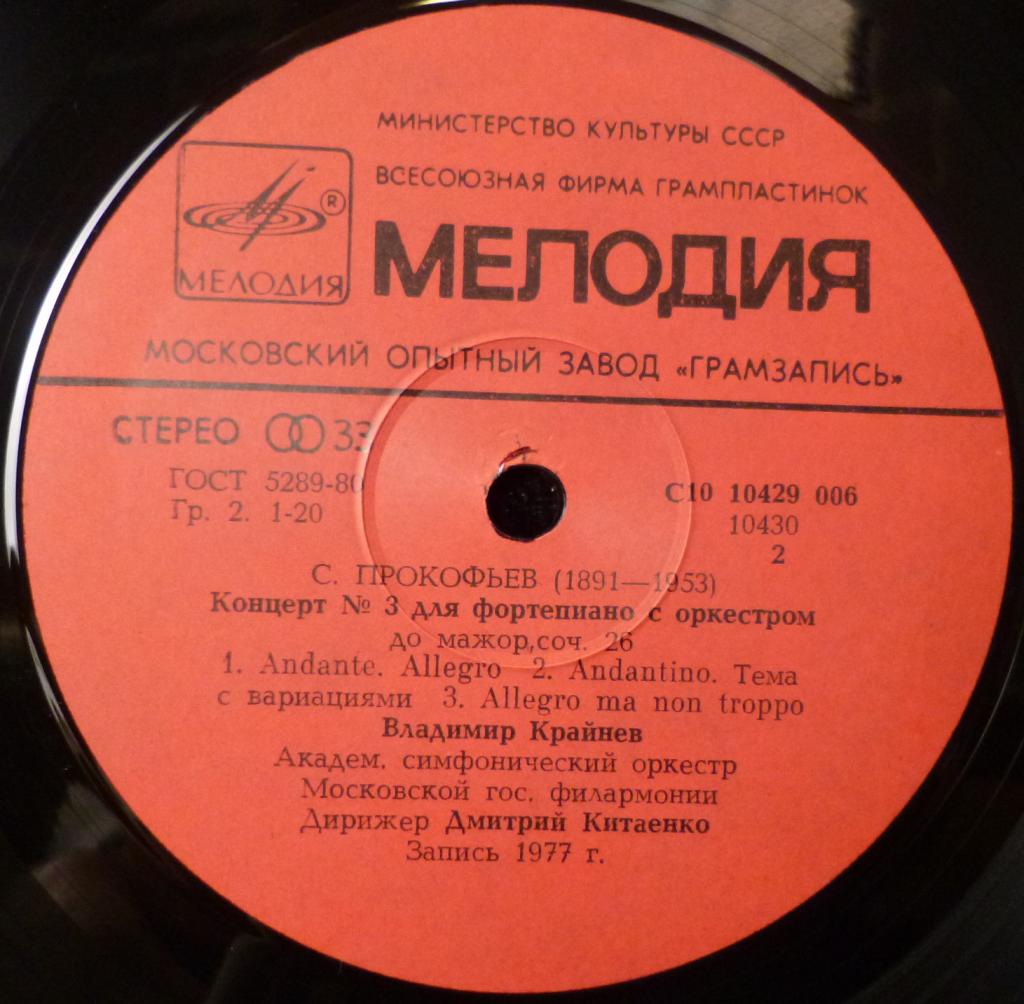 МИНИСТЕРСТВО КУЛЬТУРЫ СССР
ВСЕСОЮЗНАЯ ФИРМА ГРАМПЛАСТИНОК
МЕЛОДИЯ ®
МЕЛОДИЯ
МОСКОВСКИЙ ОПЫТНЫЙ ЗАВОД «ГРАМЗАПИСЬ»
СТЕРЕО 33
ГОСТ 5289-80
Гр. 2. 1-20
С10 10429 006
10430
2
С. ПРОКОФЬЕВ (1891—1953)
Концерт № 3 для фортепиано с оркестром
до мажор,соч. 26
1. Andante. Allegro 2. Andantino. Тема
с вариациями 3. Allegro ma non troppo
Владимир Крайнев
Академ. симфонический оркестр
Московской гос. филармонии
Дирижер Дмитрий Китаенко
Запись 1977 г.